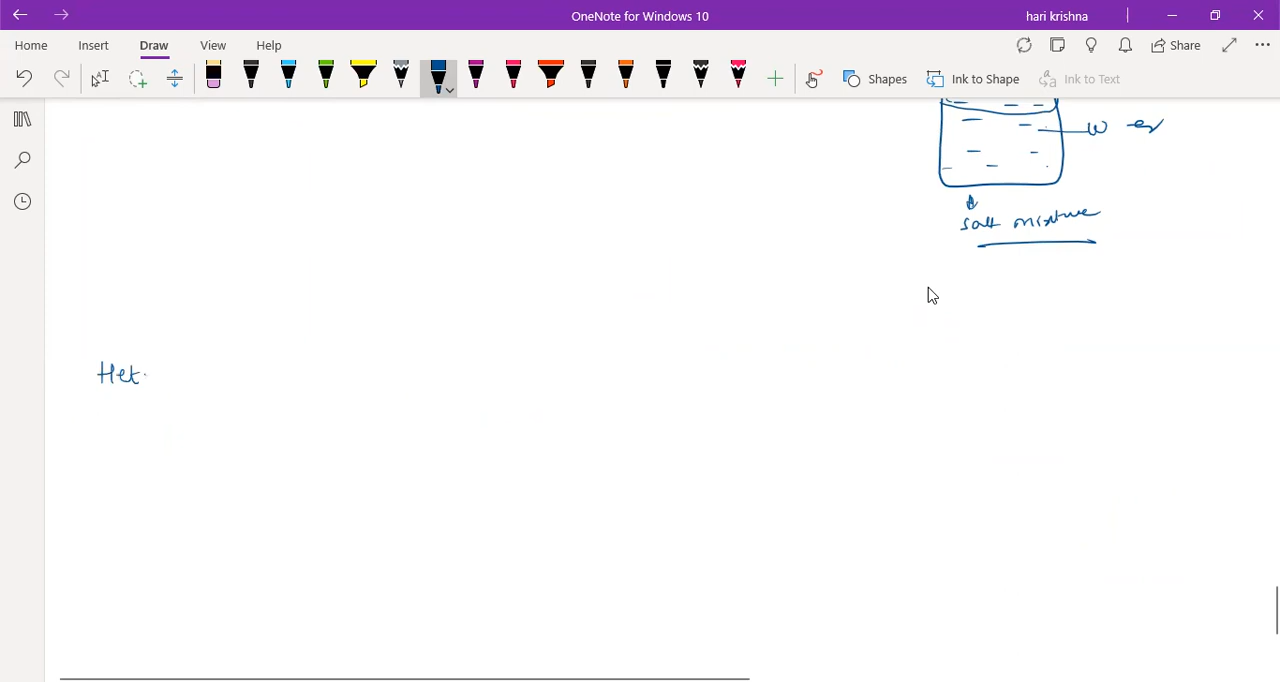 OneNote for Windows 10
hari krishna
Home Insert Draw View Help
Share
Shapes
Ink to Shape
Ink to Text
W er
salt mixture
Het